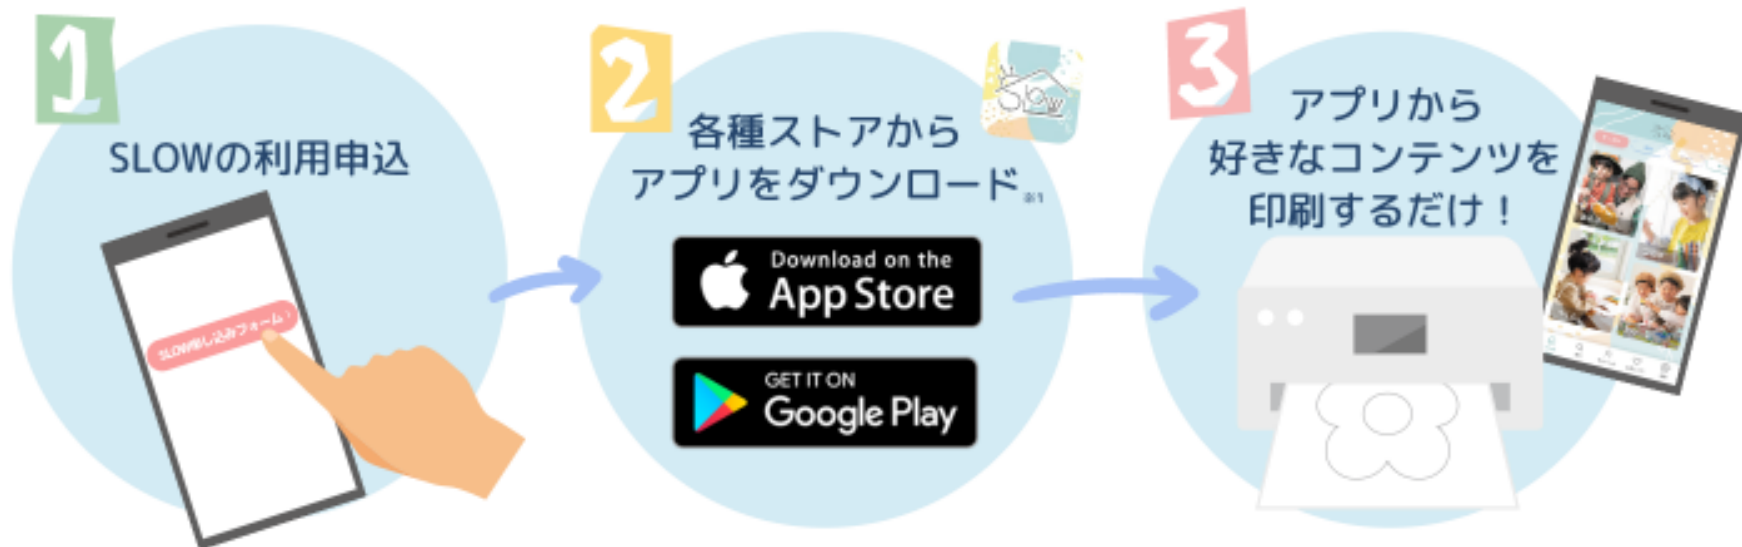 1
SLOWの利用申込
SLOW申し込みフォーム
2
Slow
各種ストアから
アプリをダウンロード※1
Download on the
App Store
GET IT ON
Google Play
3
アプリから
好きなコンテンツを
印刷するだけ！